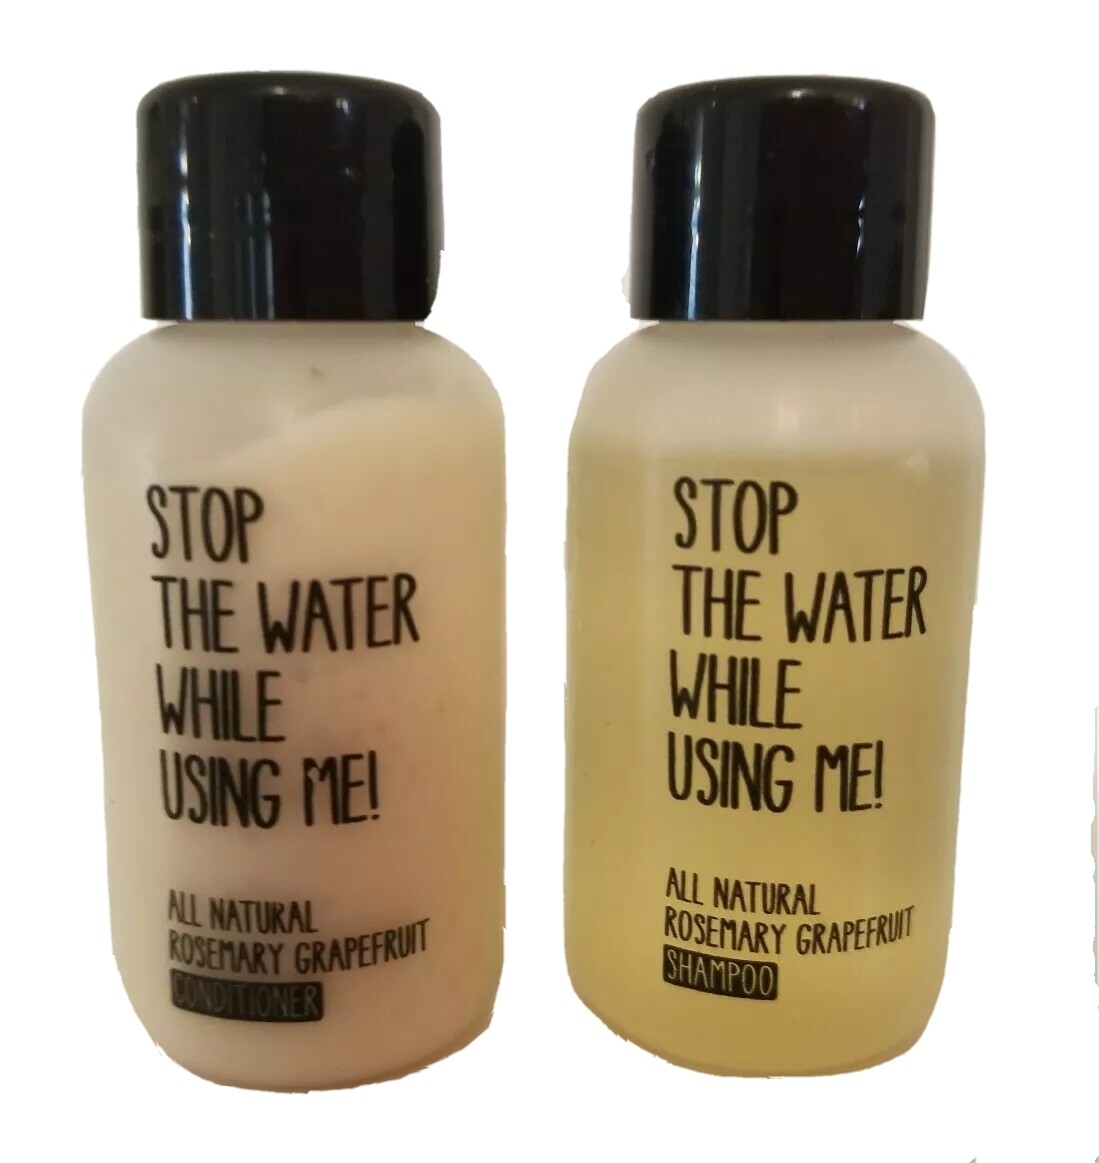 STOP
THE WATER
WHILE
USING ME!
ALL NATURAL
ROSEMARY GRAPEFRUIT
CONDITIONER
STOP
THE WATER
WHILE
USING ME!
ALL NATURAL
ROSEMARY GRAPEFRUIT
SHAMPOO